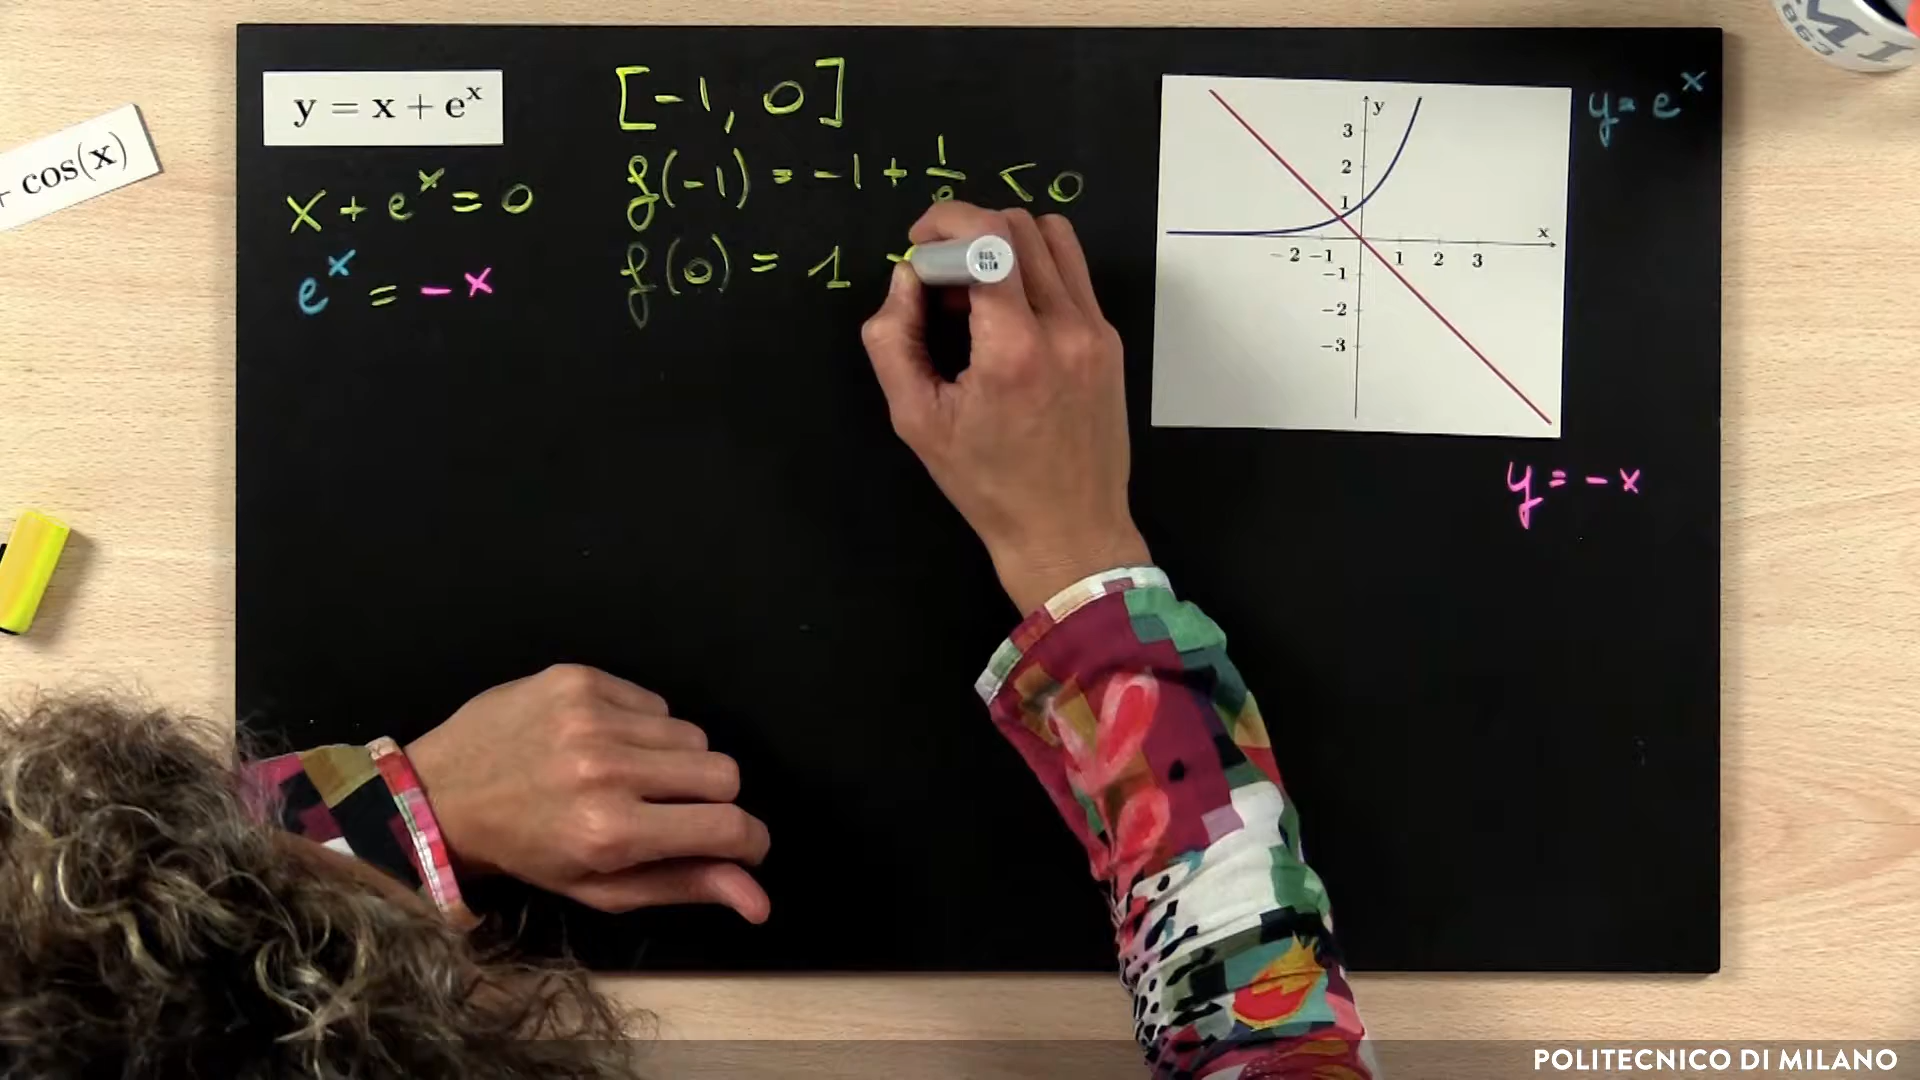 y = x + e^x
+ cos(x)
x + e^x = 0
e^x = -x
[-1, 0]
f(-1) = -1 + 1/e < 0
f(0) = 1
y
3
2
1
x
-2 -1 1 2 3
-1
-2
-3
y = e^x
y = -x
POLITECNICO DI MILANO